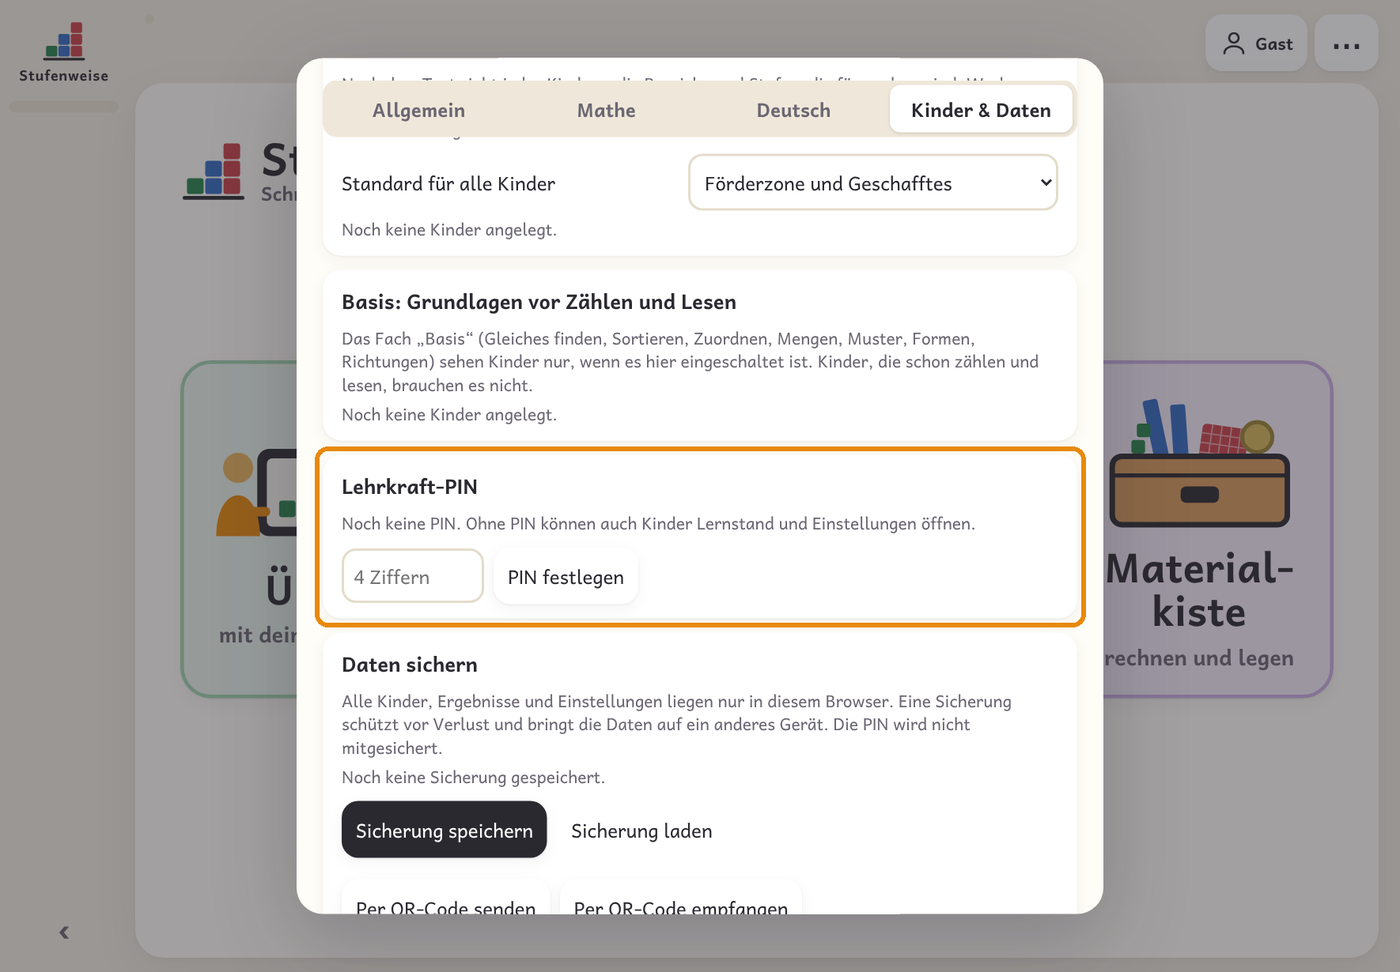 Stufenweise
Gast
...
Allgemein
Mathe
Deutsch
Kinder & Daten
Standard für alle Kinder
Förderzone und Geschafftes
Noch keine Kinder angelegt.
Basis: Grundlagen vor Zählen und Lesen
Das Fach „Basis“ (Gleiches finden, Sortieren, Zuordnen, Mengen, Muster, Formen,
Richtungen) sehen Kinder nur, wenn es hier eingeschaltet ist. Kinder, die schon zählen und
lesen, brauchen es nicht.
Noch keine Kinder angelegt.
Lehrkraft-PIN
Noch keine PIN. Ohne PIN können auch Kinder Lernstand und Einstellungen öffnen.
4 Ziffern
PIN festlegen
Daten sichern
Alle Kinder, Ergebnisse und Einstellungen liegen nur in diesem Browser. Eine Sicherung
schützt vor Verlust und bringt die Daten auf ein anderes Gerät. Die PIN wird nicht
mitgesichert.
Noch keine Sicherung gespeichert.
Sicherung speichern
Sicherung laden
Per QR-Code senden
Per QR-Code empfangen
St
Schr
Ü
mit dein
Material-
kiste
rechnen und legen